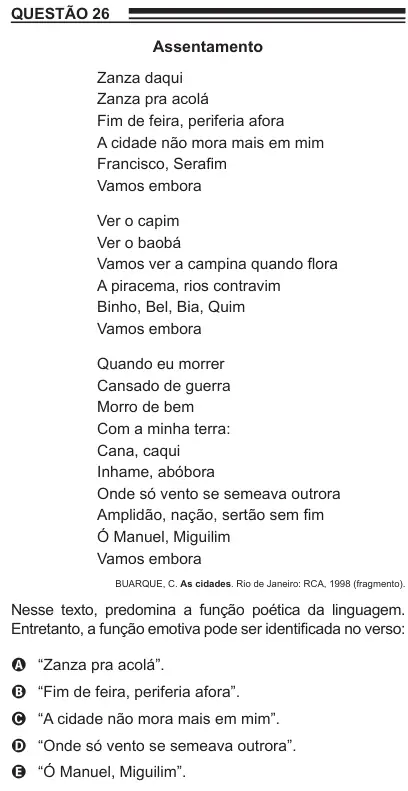 QUESTÃO 26
Assentamento
Zanza daqui
Zanza pra acolá
Fim de feira, periferia afora
A cidade não mora mais em mim
Francisco, Serafim
Vamos embora
Ver o capim
Ver o baobá
Vamos ver a campina quando flora
A piracema, rios contravim
Binho, Bel, Bia, Quim
Vamos embora
Quando eu morrer
Cansado de guerra
Morro de bem
Com a minha terra:
Cana, caqui
Inhame, abóbora
Onde só vento se semeava outrora
Amplidão, nação, sertão sem fim
Ó Manuel, Miguilim
Vamos embora
BUARQUE, C. As cidades. Rio de Janeiro: RCA, 1998 (fragmento).
Nesse texto, predomina a função poética da linguagem.
Entretanto, a função emotiva pode ser identificada no verso:
A “Zanza pra acolá”.
B “Fim de feira, periferia afora”.
C “A cidade não mora mais em mim”.
D “Onde só vento se semeava outrora”.
E “Ó Manuel, Miguilim”.